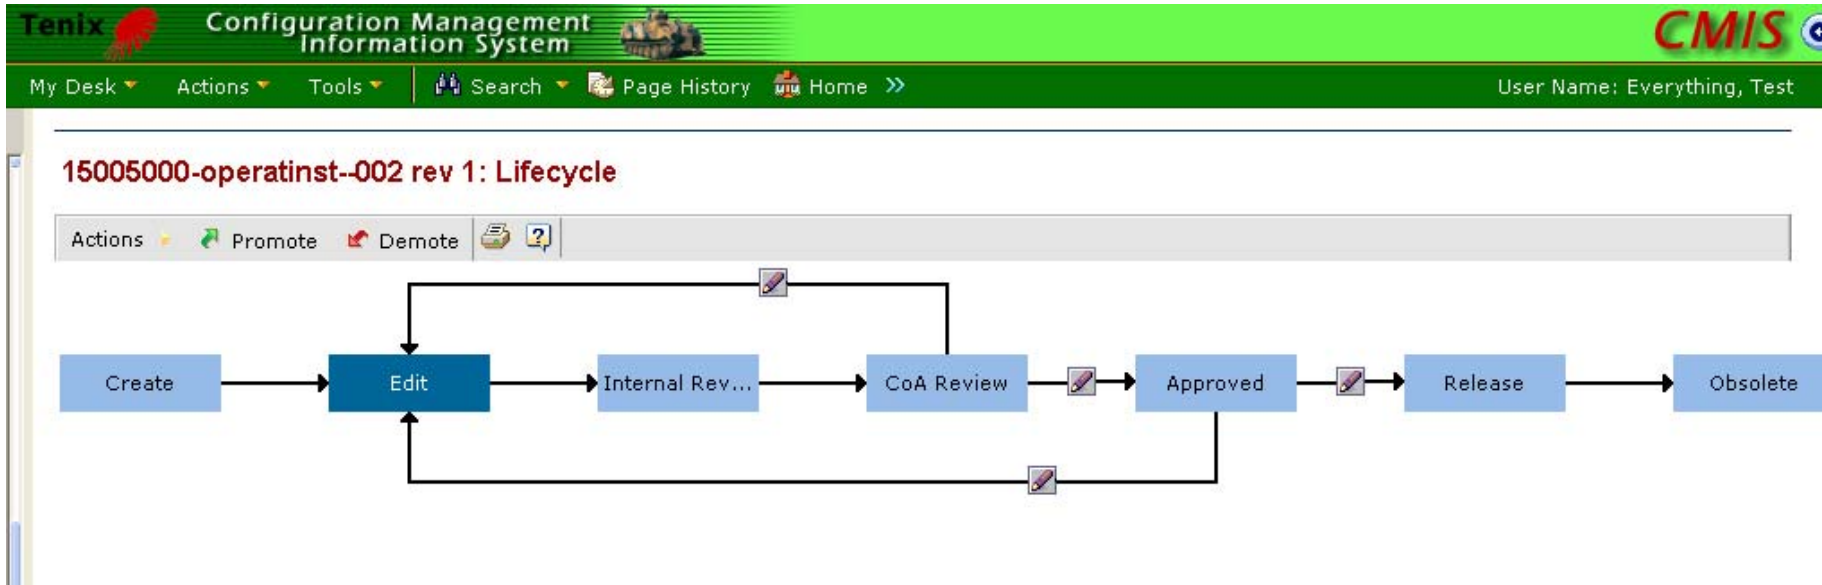 Tenix
Configuration Management
Information System
CMIS
My Desk Actions Tools Search Page History Home >> User Name: Everything, Test
15005000-operatinst--002 rev 1: Lifecycle
Actions Promote Demote
Create Edit Internal Rev... CoA Review Approved Release Obsolete